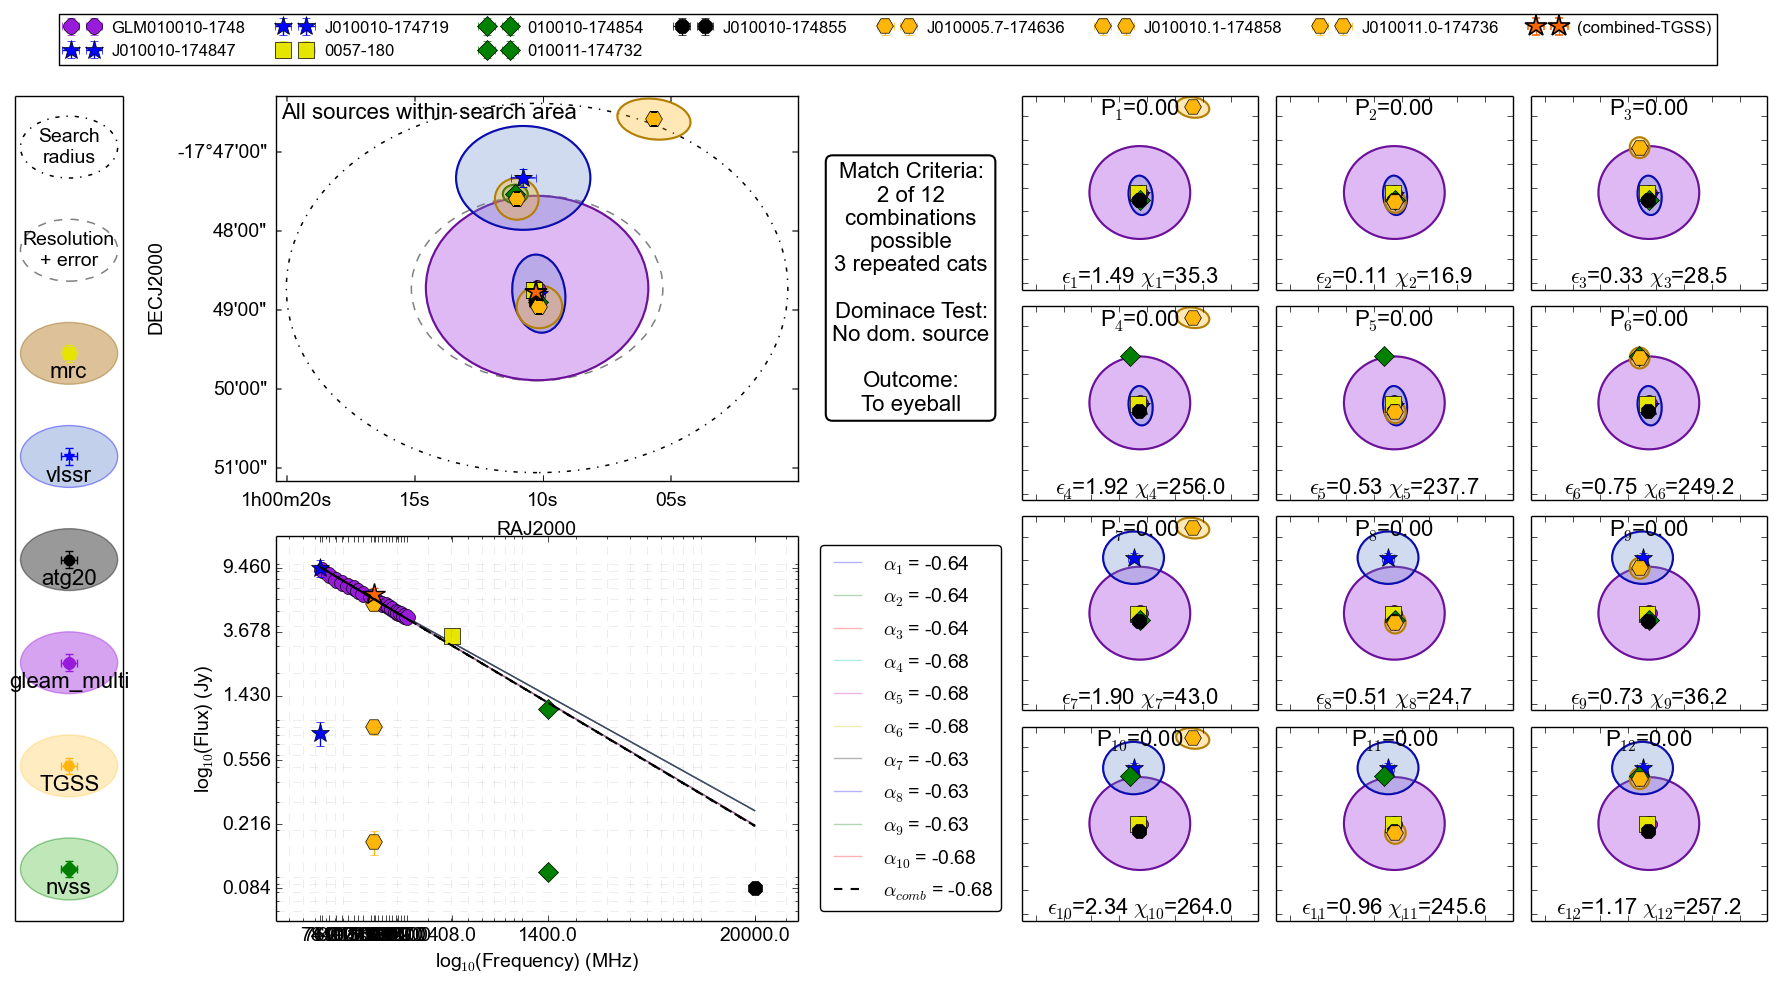 GLM010010-1748 J010010-174719 010010-174854 J010010-174855 J010005.7-174636 J010010.1-174858 J010011.0-174736 (combined-TGSS)
J010010-174847 0057-180 010011-174732
Search
radius
Resolution
+ error
mrc
vlssr
atg20
gleam_multi
TGSS
nvss
All sources within search area
-17°47'00"
48'00"
49'00"
50'00"
51'00"
DECJ2000
1h00m20s 15s 10s 05s
RAJ2000
Match Criteria:
2 of 12
combinations
possible
3 repeated cats
Dominace Test:
No dom. source
Outcome:
To eyeball
9.460
3.678
1.430
0.556
0.216
0.084
log₁₀(Flux) (Jy)
408.0 1400.0 20000.0
log₁₀(Frequency) (MHz)
α₁ = -0.64
α₂ = -0.64
α₃ = -0.64
α₄ = -0.68
α₅ = -0.68
α₆ = -0.68
α₇ = -0.63
α₈ = -0.63
α₉ = -0.63
α₁₀ = -0.68
α_comb = -0.68
P₁=0.00 P₂=0.00 P₃=0.00
ϵ₁=1.49 χ₁=35.3 ϵ₂=0.11 χ₂=16.9 ϵ₃=0.33 χ₃=28.5
P₄=0.00 P₅=0.00 P₆=0.00
ϵ₄=1.92 χ₄=256.0 ϵ₅=0.53 χ₅=237.7 ϵ₆=0.75 χ₆=249.2
P₇=0.00 P₈=0.00 P₉=0.00
ϵ₇=1.90 χ₇=43.0 ϵ₈=0.51 χ₈=24.7 ϵ₉=0.73 χ₉=36.2
P₁₀=0.00 P₁₁=0.00 P₁₂=0.00
ϵ₁₀=2.34 χ₁₀=264.0 ϵ₁₁=0.96 χ₁₁=245.6 ϵ₁₂=1.17 χ₁₂=257.2